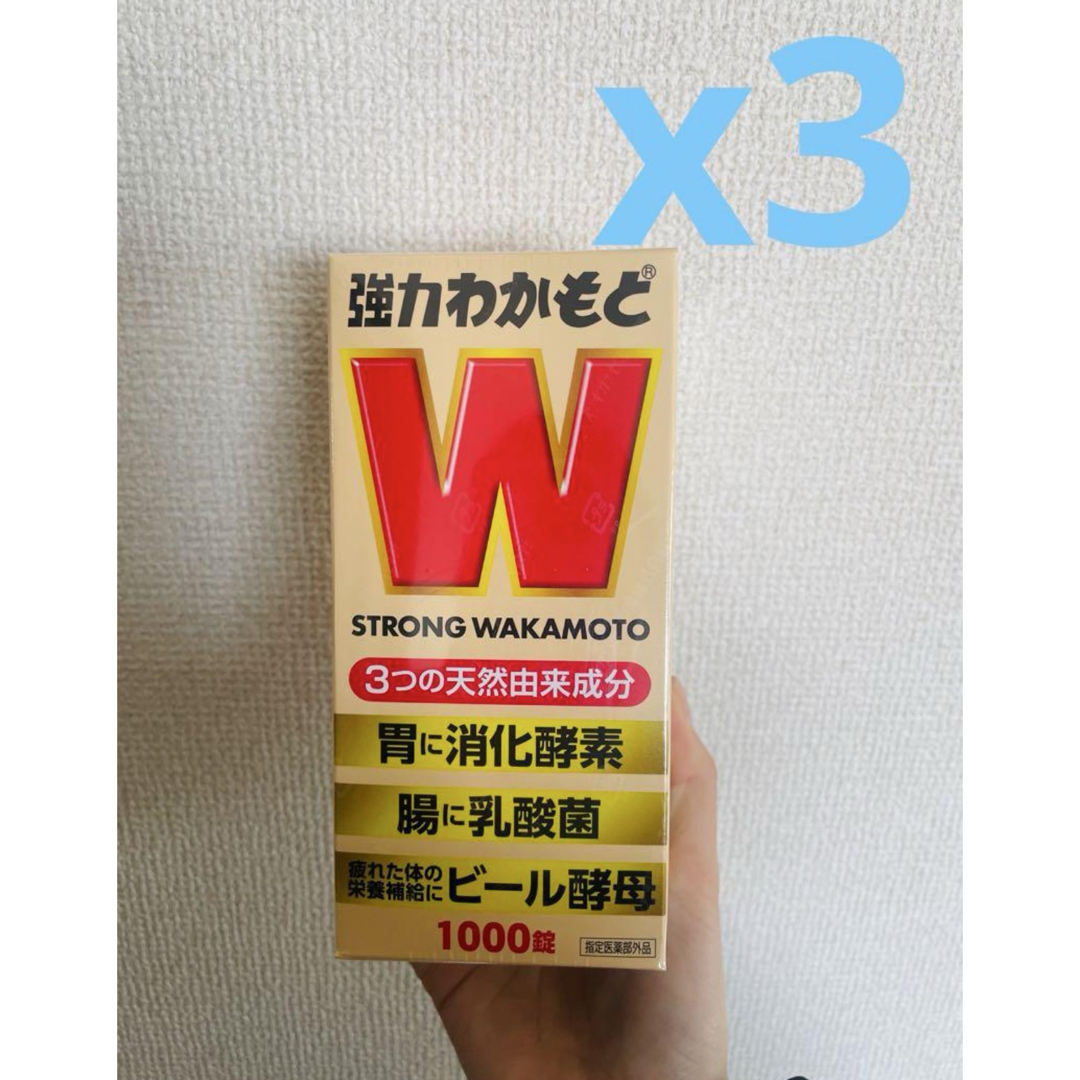 x3
強力わかもと®
W
STRONG WAKAMOTO
3つの天然由来成分
胃に消化酵素
腸に乳酸菌
疲れた体の
栄養補給にビール酵母
1000錠
指定医薬部外品